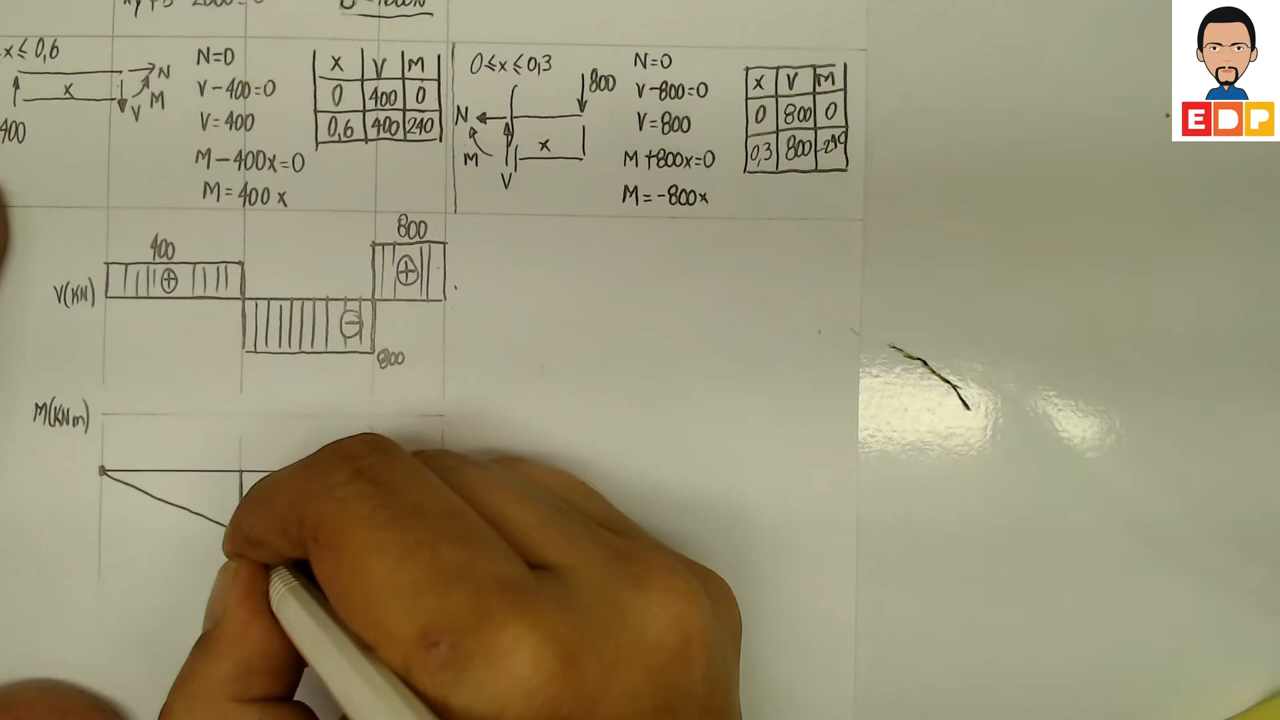 x ≤ 0,6
N
x
M
V
400
N=0
V-400=0
V=400
M-400x=0
M=400x
x V M
0 400 0
0,6 400 240
0≤x≤0,3
800
N
x
M
V
N=0
V-800=0
V=800
M+800x=0
M=-800x
x V M
0 800 0
0,3 800 -240
EDP
400
800
V(KN)
800
M(KNm)